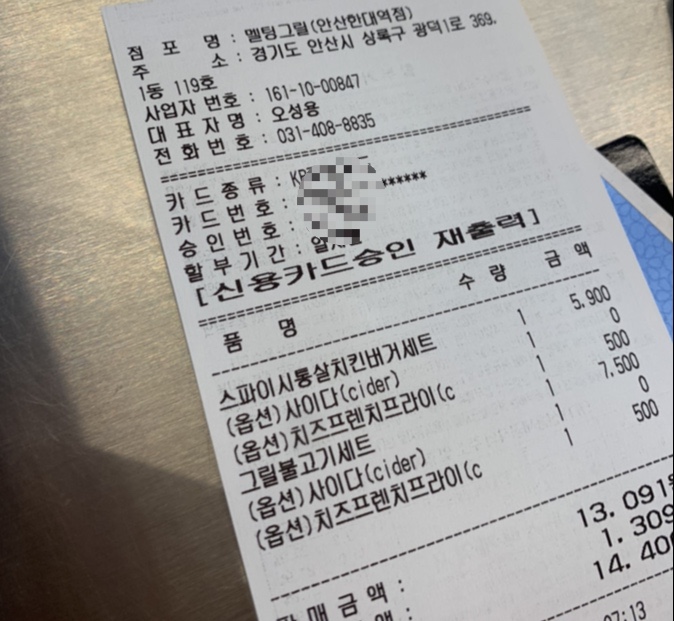 점 포 명 : 멜팅그릴(안산한대역점)
주 소 : 경기도 안산시 상록구 광덕1로 369,
1동 119호
사업자 번호 : 161-10-00847
대 표 자 명 : 오성용
전 화 번 호 : 031-408-8835
카 드 종 류 :
카 드 번 호 : ******
승 인 번 호 :
할 부 기 간 :
[신용카드승인 재출력]
품 명 수 량 금 액
스파이시통살치킨버거세트 1 5,900
(옵션)사이다(cider) 1 0
(옵션)치즈프렌치프라이(c 1 500
그릴불고기세트 1 7,500
(옵션)사이다(cider) 1 0
(옵션)치즈프렌치프라이(c 1 500
13,091
1,309
판 매 금 액 :
07:13